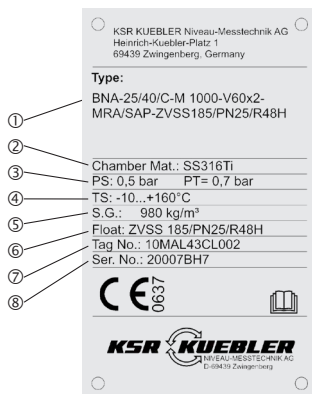 KSR KUEBLER Niveau-Messtechnik AG
Heinrich-Kuebler-Platz 1
69439 Zwingenberg, Germany
Type:
① BNA-25/40/C-M 1000-V60x2-
MRA/SAP-ZVSS185/PN25/R48H
② Chamber Mat.: SS316Ti
③ PS: 0,5 bar PT= 0,7 bar
④ TS: -10...+160°C
⑤ S.G.: 980 kg/m³
⑥ Float: ZVSS 185/PN25/R48H
⑦ Tag No.: 10MAL43CL002
⑧ Ser. No.: 20007BH7
CE 0637
KSR KUEBLER
NIVEAU-MESSTECHNIK AG
D-69439 Zwingenberg